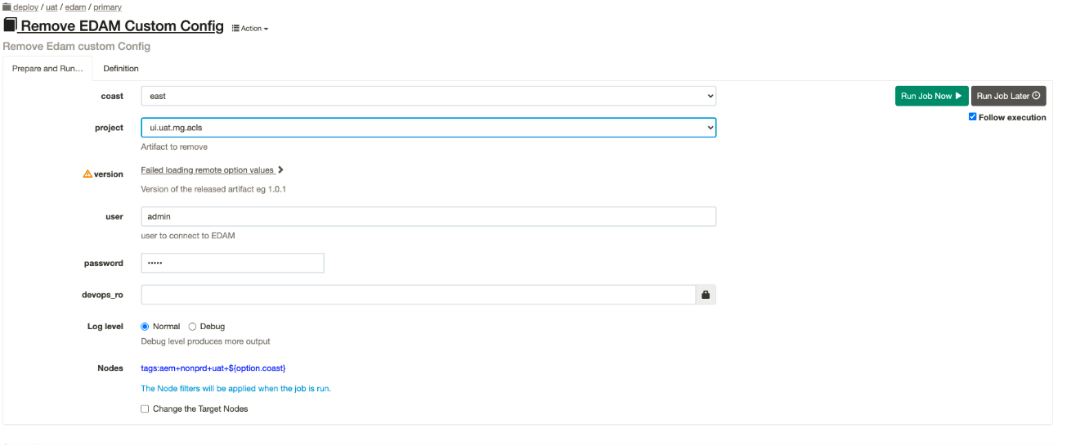 deploy / uat / edam / primary
Remove EDAM Custom Config Action
Remove Edam custom Config
Prepare and Run... Definition
coast east Run Job Now Run Job Later
project ui.uat.mg.acls Follow execution
Artifact to remove
version Failed loading remote option values
Version of the released artifact eg 1.0.1
user admin
user to connect to EDAM
password •••••
devops_ro
Log level Normal Debug
Debug level produces more output
Nodes tags:aem+nonprd+uat+${option.coast}
The Node filters will be applied when the job is run.
Change the Target Nodes